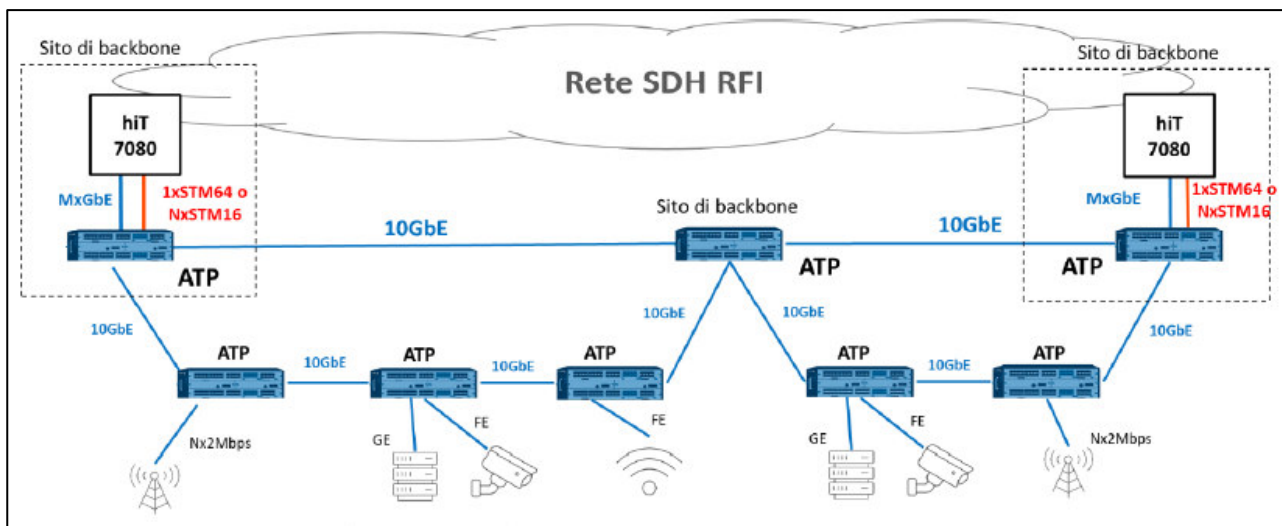 Sito di backbone
Sito di backbone
Rete SDH RFI
hiT
7080
hiT
7080
MxGbE
1xSTM64 o
NxSTM16
MxGbE
1xSTM64 o
NxSTM16
Sito di backbone
10GbE
10GbE
ATP
ATP
ATP
10GbE
10GbE
10GbE
10GbE
ATP
10GbE
ATP
10GbE
ATP
ATP
10GbE
ATP
Nx2Mbps
GE
FE
FE
GE
FE
Nx2Mbps